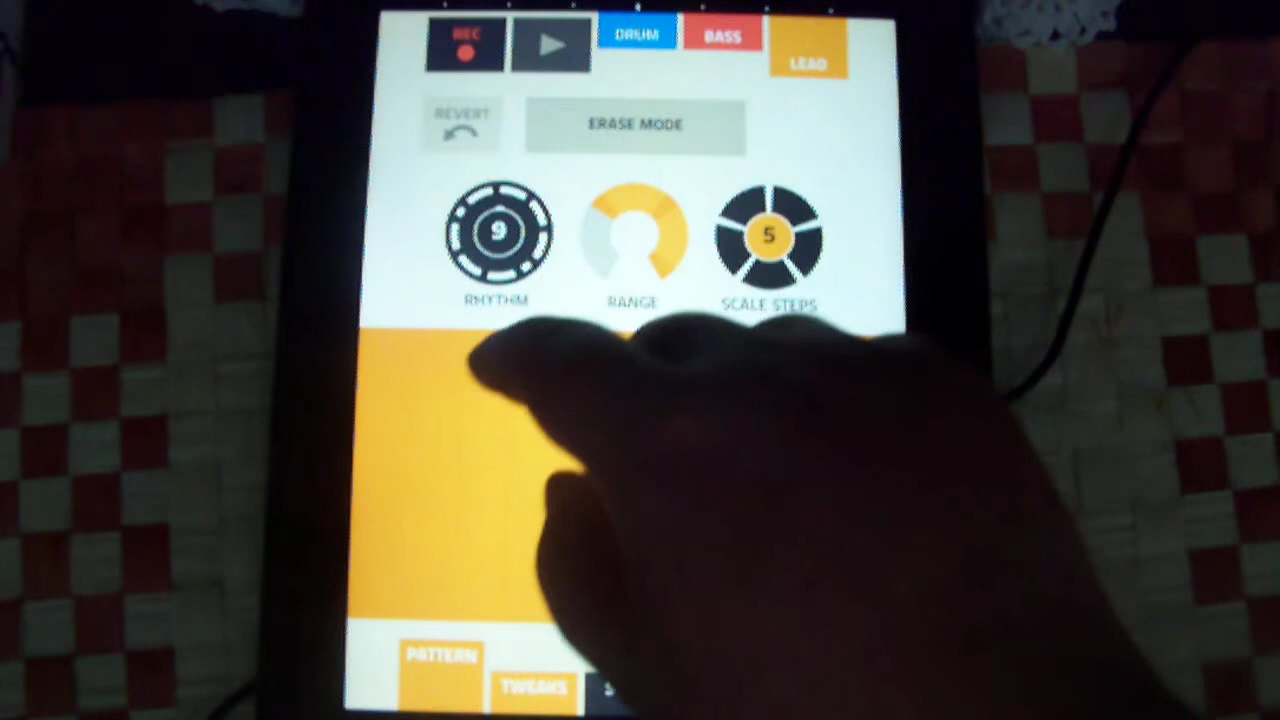 REC
DRUM
BASS
LEAD
REVERT
ERASE MODE
9
5
RHYTHM
RANGE
SCALE STEPS
PATTERN
TWEAKS